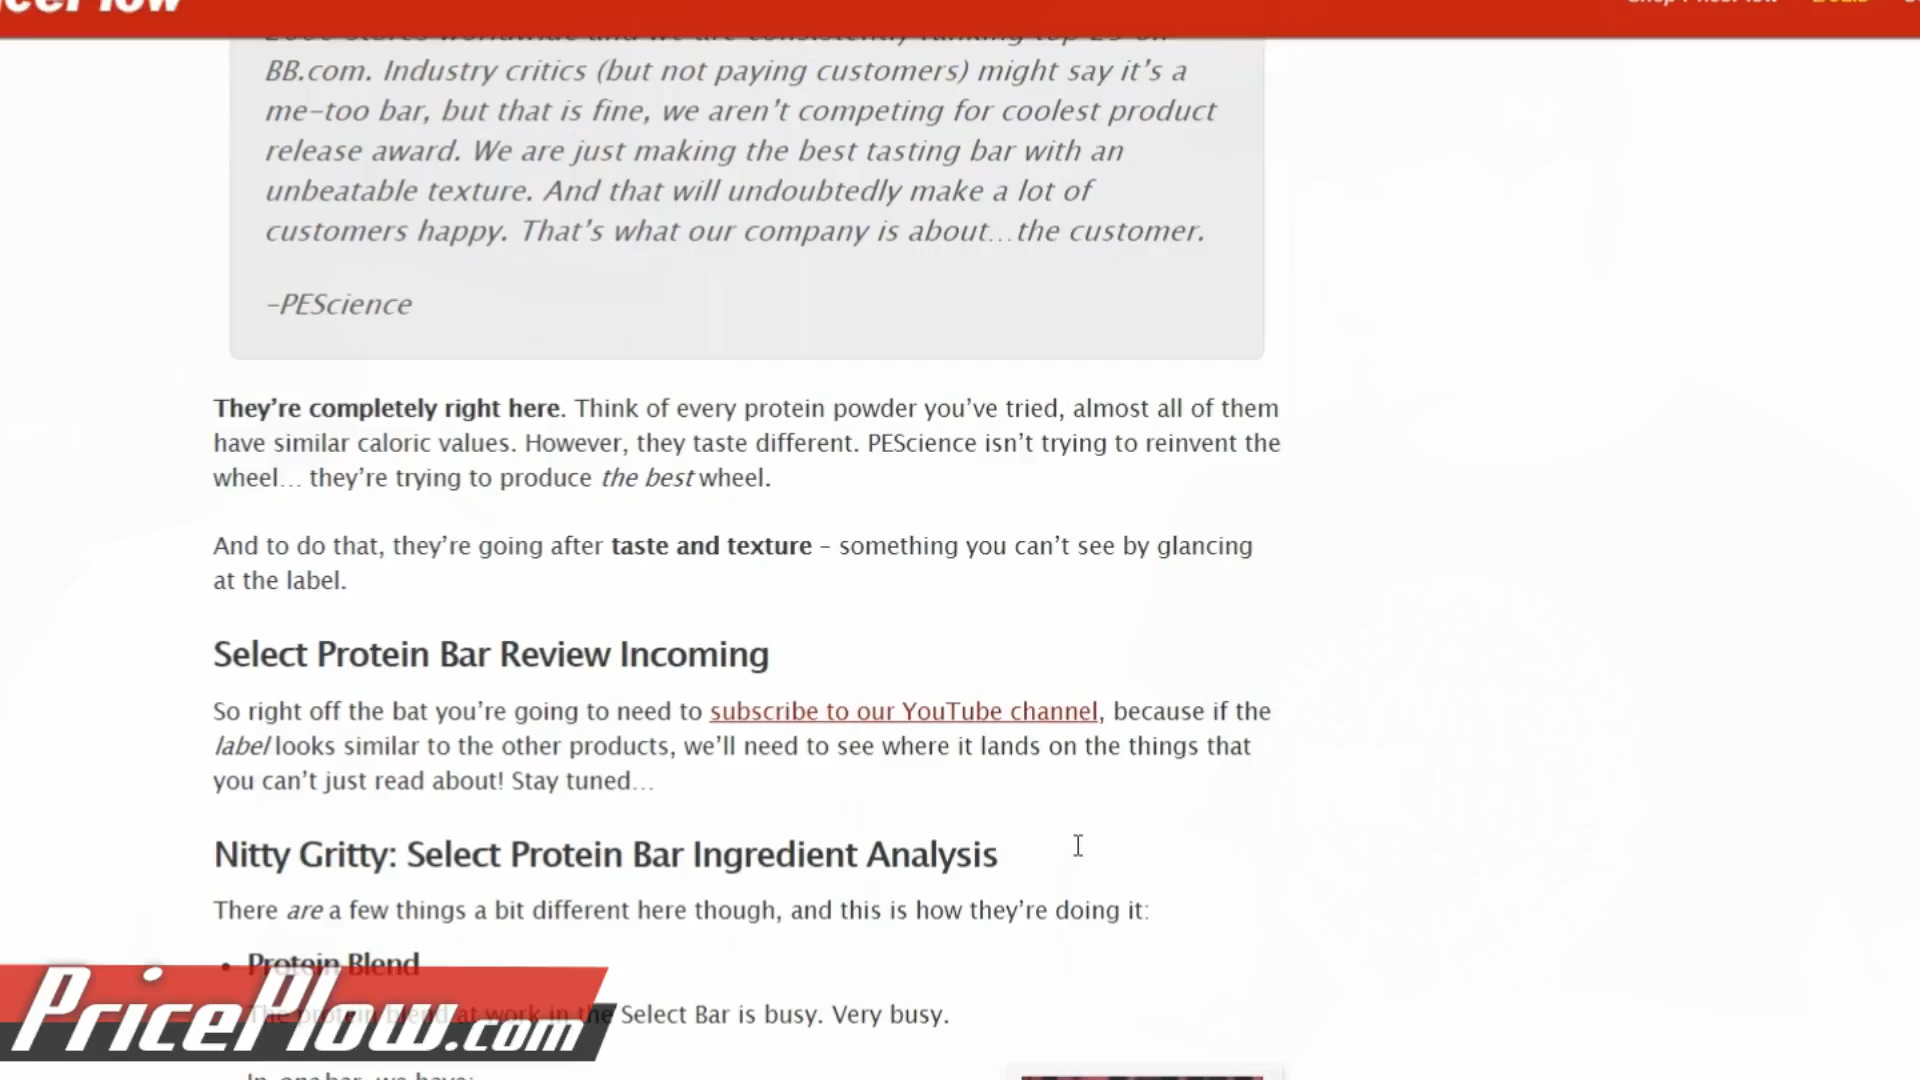 Deals
BB.com. Industry critics (but not paying customers) might say it's a
me-too bar, but that is fine, we aren't competing for coolest product
release award. We are just making the best tasting bar with an
unbeatable texture. And that will undoubtedly make a lot of
customers happy. That's what our company is about...the customer.
-PEScience
They're completely right here. Think of every protein powder you've tried, almost all of them
have similar caloric values. However, they taste different. PEScience isn't trying to reinvent the
wheel... they're trying to produce the best wheel.
And to do that, they're going after taste and texture – something you can't see by glancing
at the label.
Select Protein Bar Review Incoming
So right off the bat you're going to need to subscribe to our YouTube channel, because if the
label looks similar to the other products, we'll need to see where it lands on the things that
you can't just read about! Stay tuned...
Nitty Gritty: Select Protein Bar Ingredient Analysis
There are a few things a bit different here though, and this is how they're doing it:
• Protein Blend
The protein blend at work in the Select Bar is busy. Very busy.
PricePlow.com